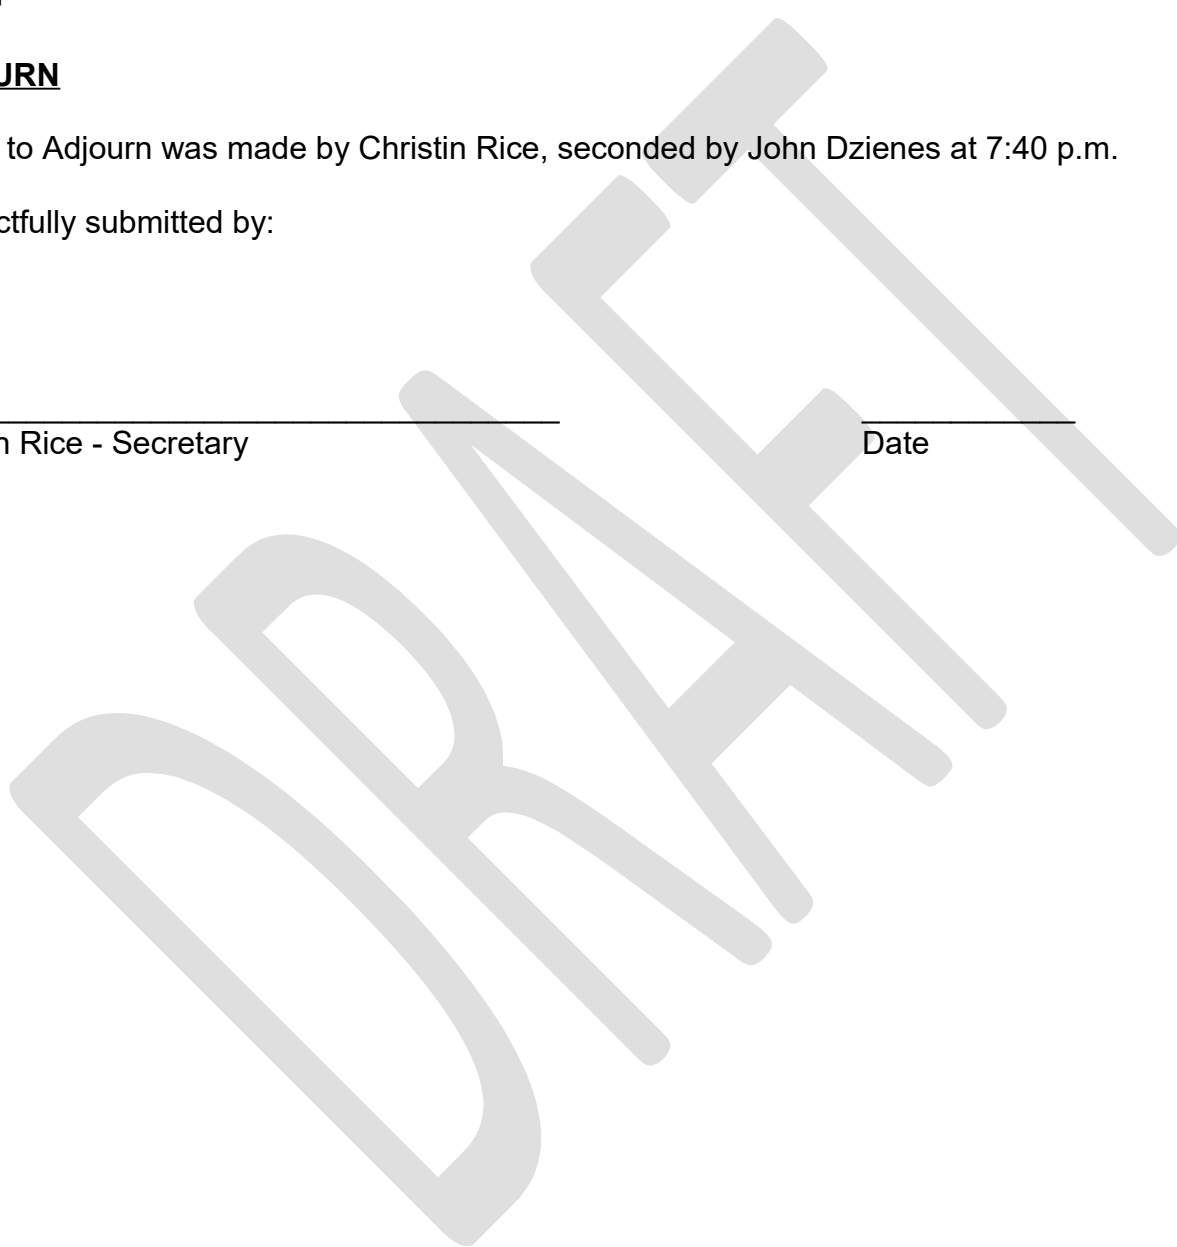 URN
to Adjourn was made by Christin Rice, seconded by John Dzienes at 7:40 p.m.
ctfully submitted by:
n Rice - Secretary
Date
DRAFT